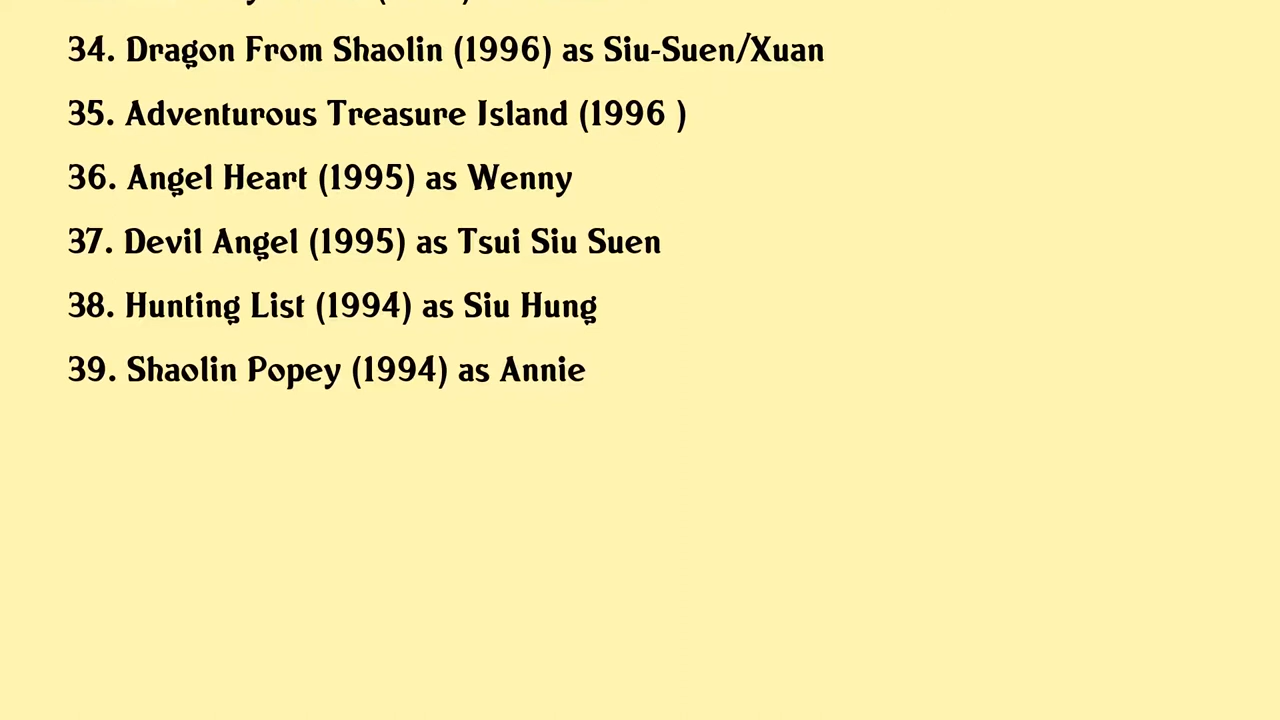 34. Dragon From Shaolin (1996) as Siu-Suen/Xuan
35. Adventurous Treasure Island (1996 )
36. Angel Heart (1995) as Wenny
37. Devil Angel (1995) as Tsui Siu Suen
38. Hunting List (1994) as Siu Hung
39. Shaolin Popey (1994) as Annie